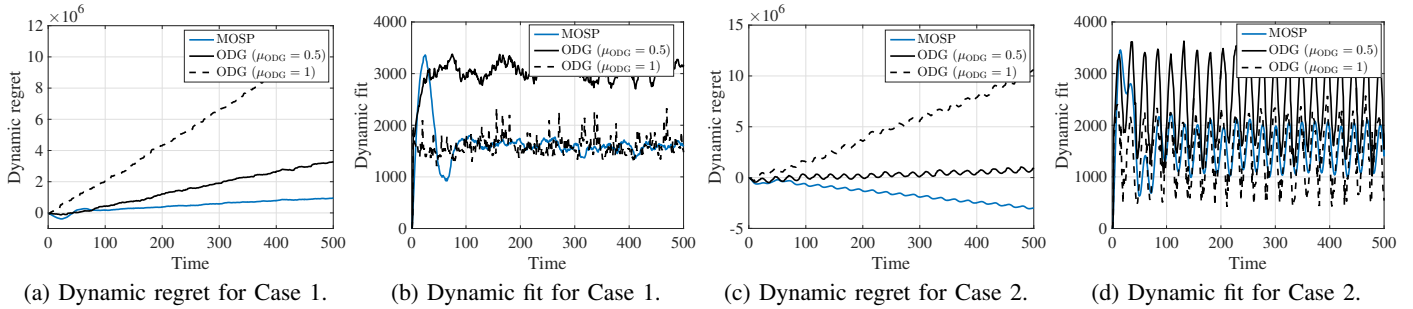 ×10⁶
12
10
8
6
4
2
0
0 100 200 300 400 500
Dynamic regret
Time
MOSP
ODG (μODG = 0.5)
ODG (μODG = 1)
(a) Dynamic regret for Case 1.
4000
3000
2000
1000
0
0 100 200 300 400 500
Dynamic fit
Time
MOSP
ODG (μODG = 0.5)
ODG (μODG = 1)
(b) Dynamic fit for Case 1.
×10⁶
15
10
5
0
-5
0 100 200 300 400 500
Dynamic regret
Time
MOSP
ODG (μODG = 0.5)
ODG (μODG = 1)
(c) Dynamic regret for Case 2.
4000
3000
2000
1000
0
0 100 200 300 400 500
Dynamic fit
Time
MOSP
ODG (μODG = 0.5)
ODG (μODG = 1)
(d) Dynamic fit for Case 2.